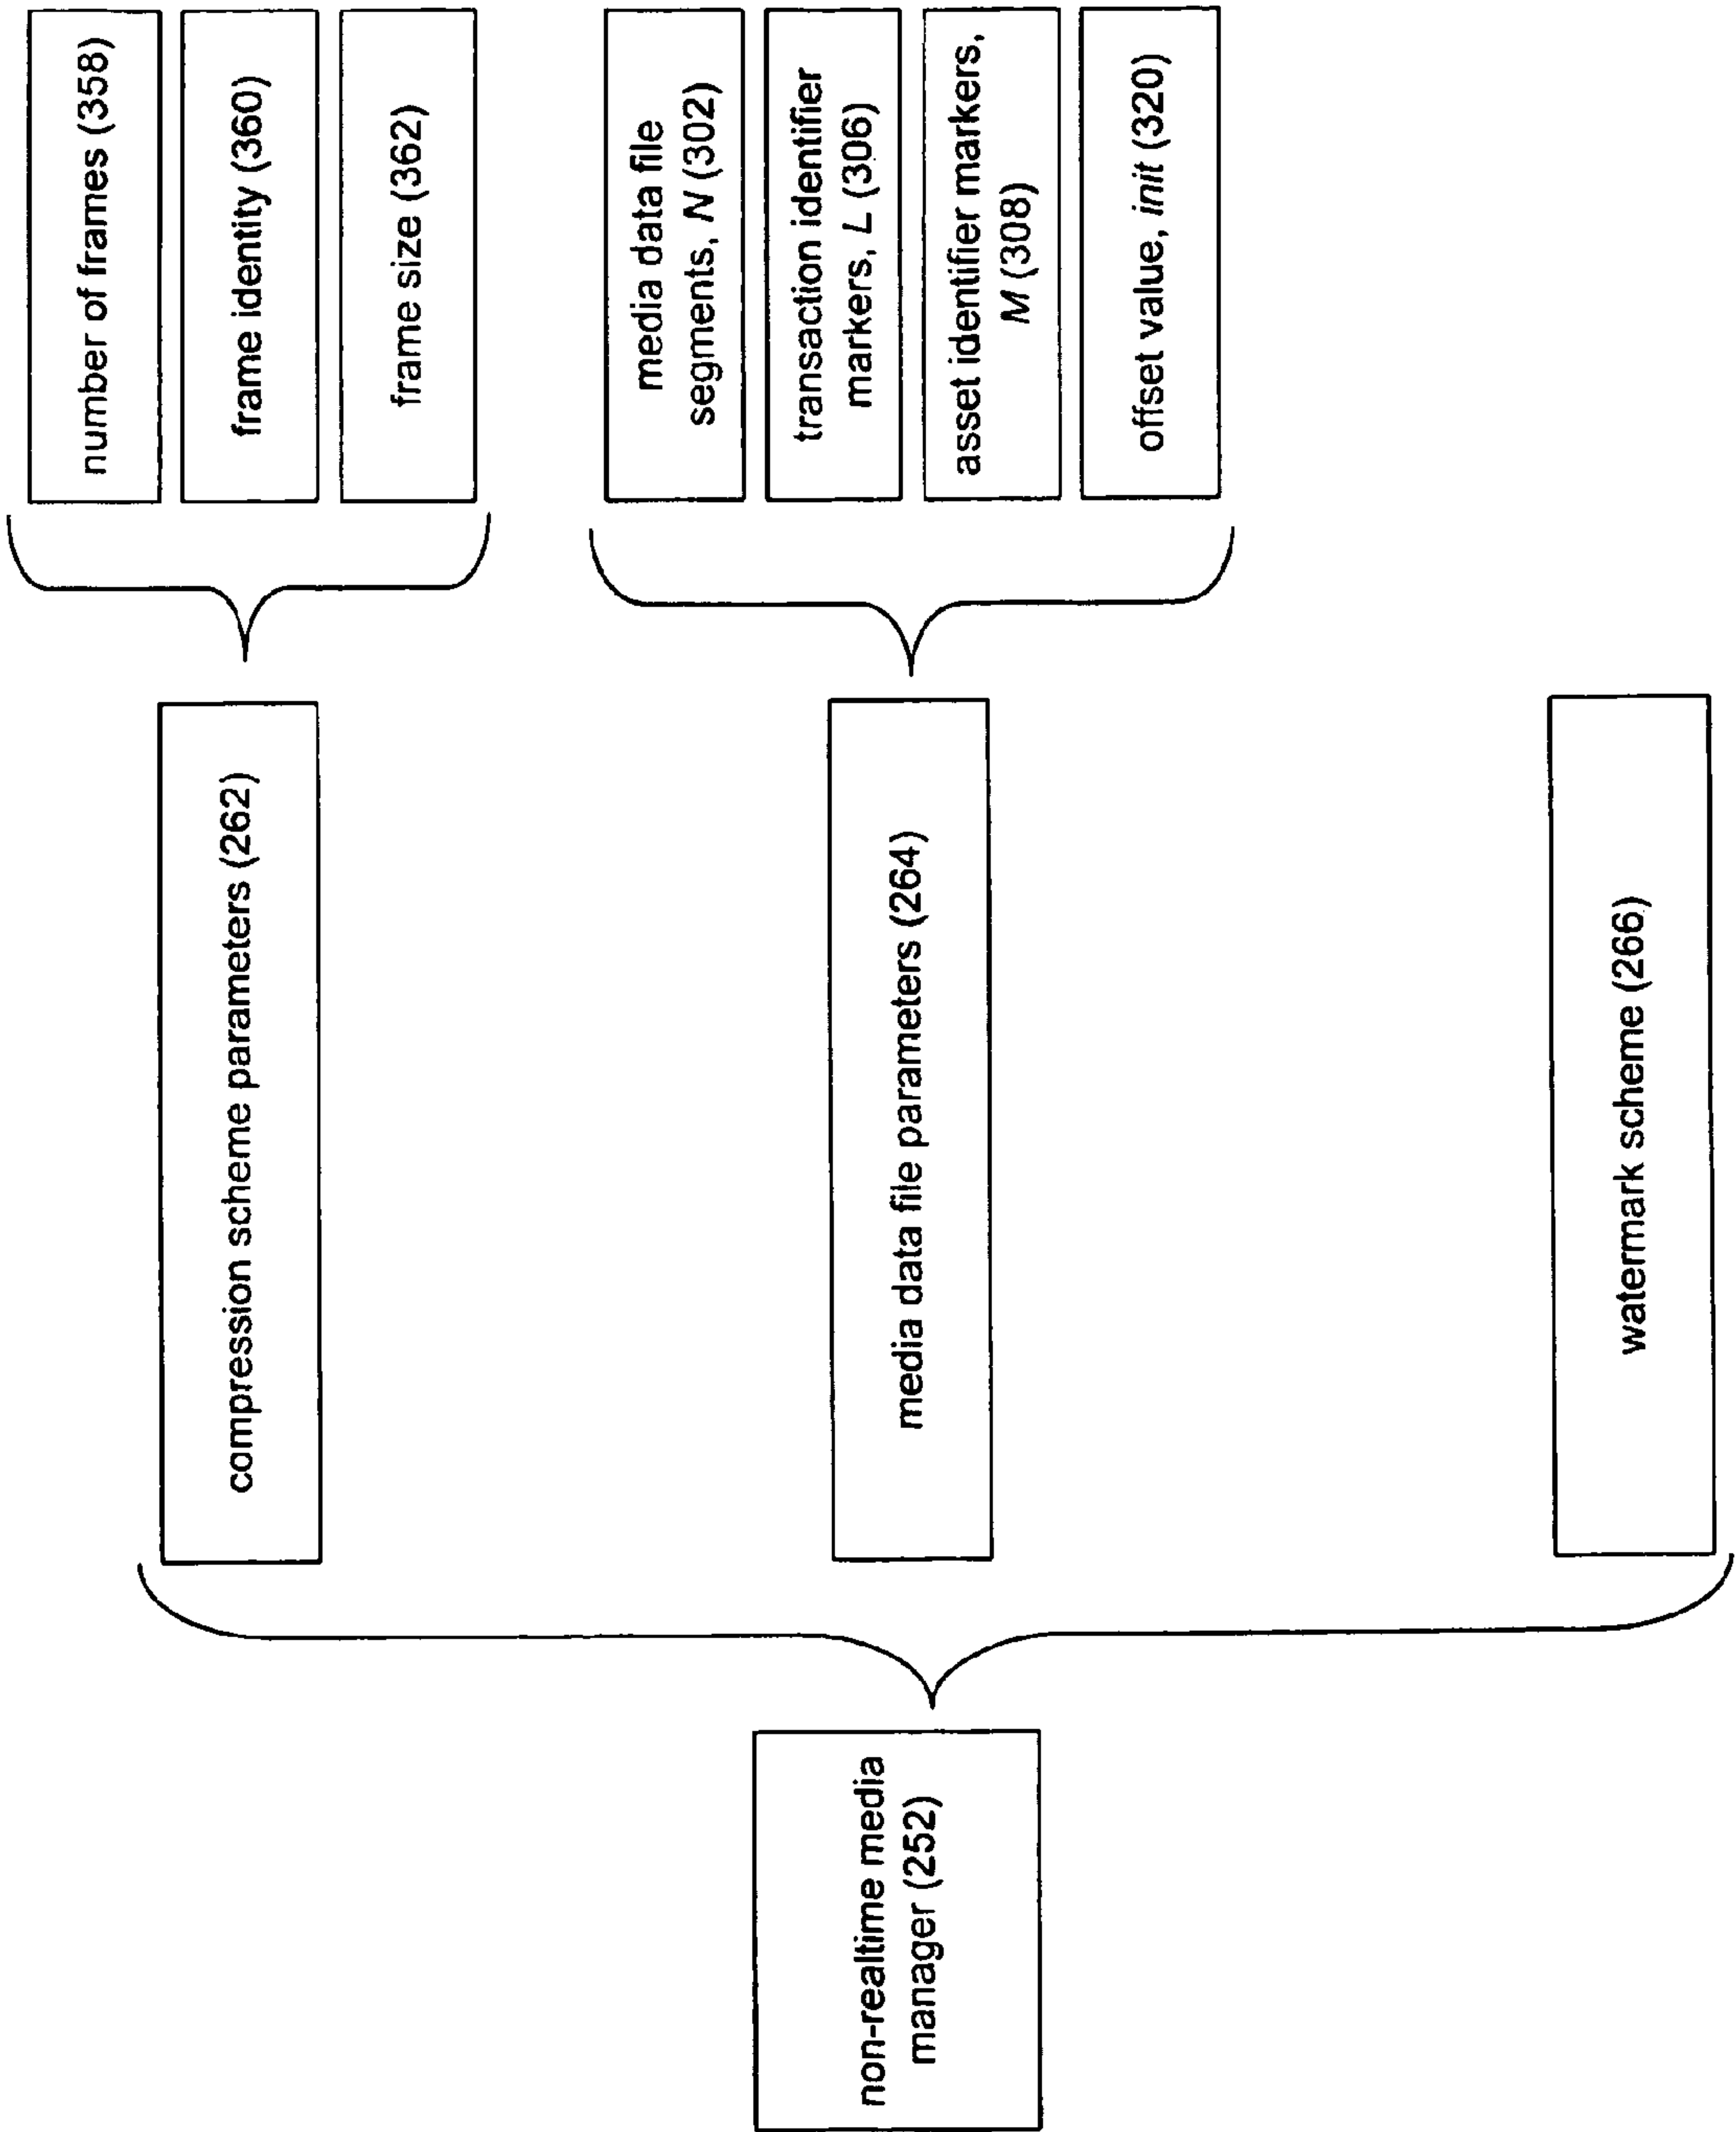 non-realtime media
manager (252)
compression scheme parameters (262)
media data file parameters (264)
watermark scheme (266)
number of frames (358)
frame identity (360)
frame size (362)
media data file
segments, N (302)
transaction identifier
markers, L (306)
asset identifier markers,
M (308)
offset value, init (320)